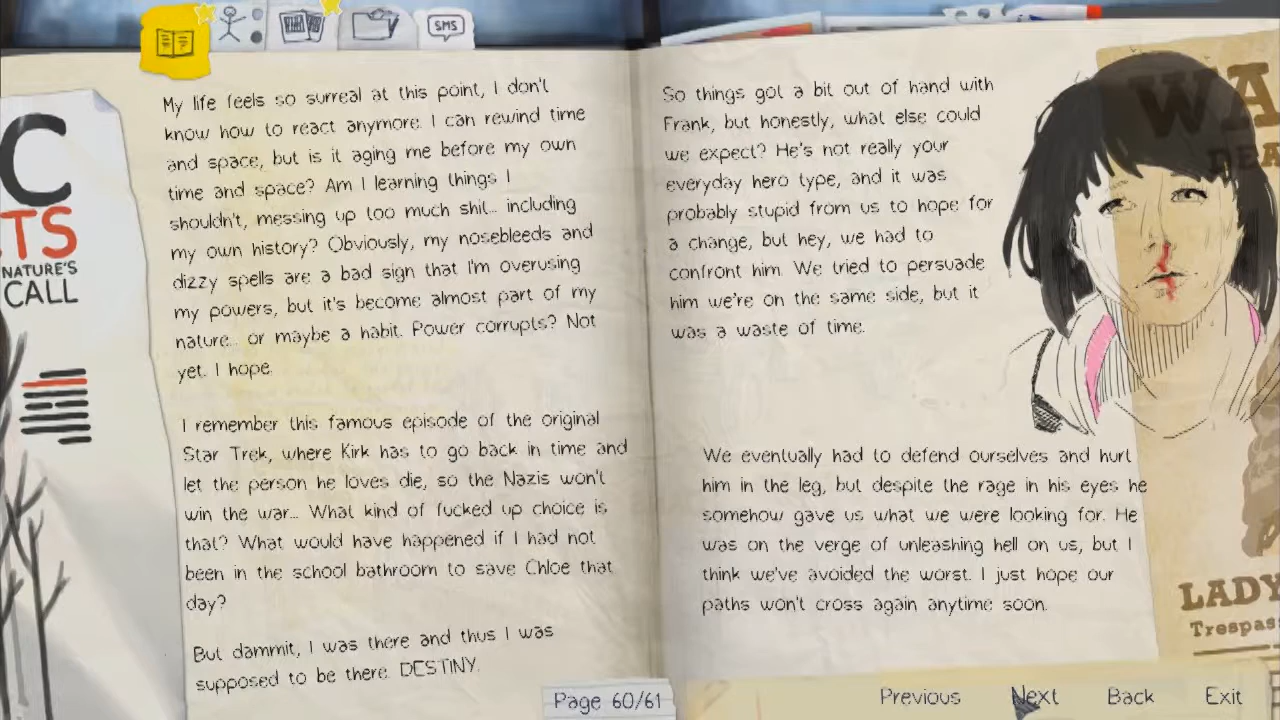 SMS
C
TS
NATURE'S
CALL
My life feels so surreal at this point, I don't
know how to react anymore. I can rewind time
and space, but is it aging me before my own
time and space? Am I learning things I
shouldn't, messing up too much shit... including
my own history? Obviously, my nosebleeds and
dizzy spells are a bad sign that I'm overusing
my powers, but it's become almost part of my
nature... or maybe a habit. Power corrupts? Not
yet. I hope.
I remember this famous episode of the original
Star Trek, where Kirk has to go back in time and
let the person he loves die, so the Nazis won't
win the war... What kind of fucked up choice is
that? What would have happened if I had not
been in the school bathroom to save Chloe that
day?
But dammit, I was there and thus I was
supposed to be there. DESTINY.
So things got a bit out of hand with
Frank, but honestly, what else could
we expect? He's not really your
everyday hero type, and it was
probably stupid from us to hope for
a change, but hey, we had to
confront him. We tried to persuade
him we're on the same side, but it
was a waste of time.
We eventually had to defend ourselves and hurt
him in the leg, but despite the rage in his eyes he
somehow gave us what we were looking for. He
was on the verge of unleashing hell on us, but I
think we've avoided the worst. I just hope our
paths won't cross again anytime soon.
WA
DEA
LADY
Trespas
Page 60/61
Previous Next Back Exit